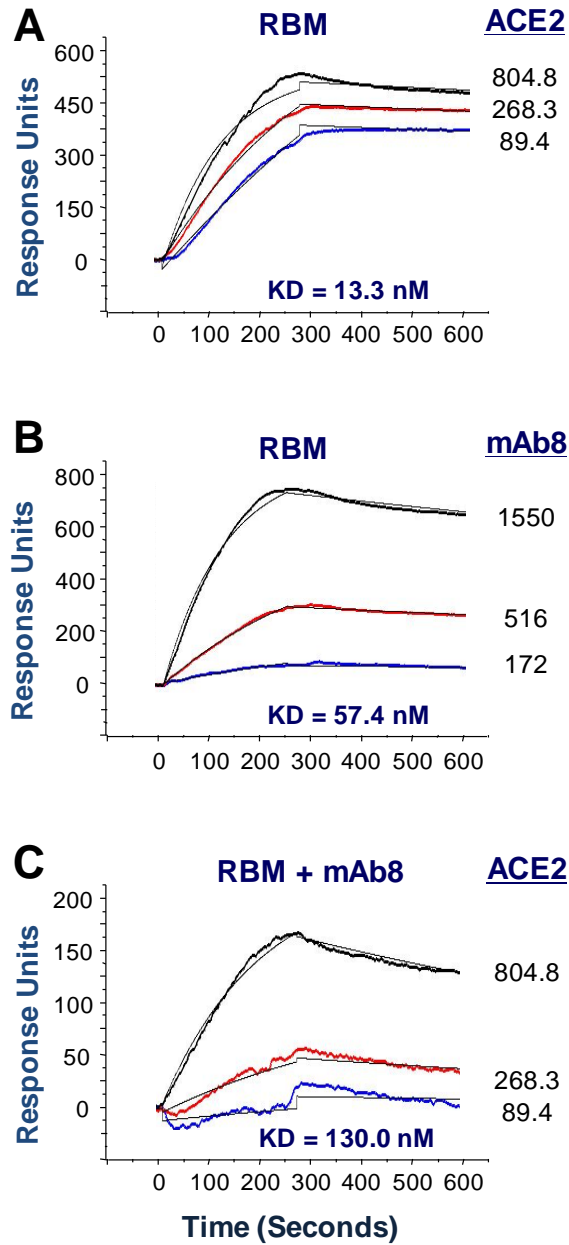 A
RBM
ACE2
Response Units
600
450
300
150
0
804.8
268.3
89.4
KD = 13.3 nM
0 100 200 300 400 500 600
B
RBM
mAb8
Response Units
800
600
400
200
0
1550
516
172
KD = 57.4 nM
0 100 200 300 400 500 600
C
RBM + mAb8
ACE2
Response Units
200
150
100
50
0
804.8
268.3
89.4
KD = 130.0 nM
0 100 200 300 400 500 600
Time (Seconds)